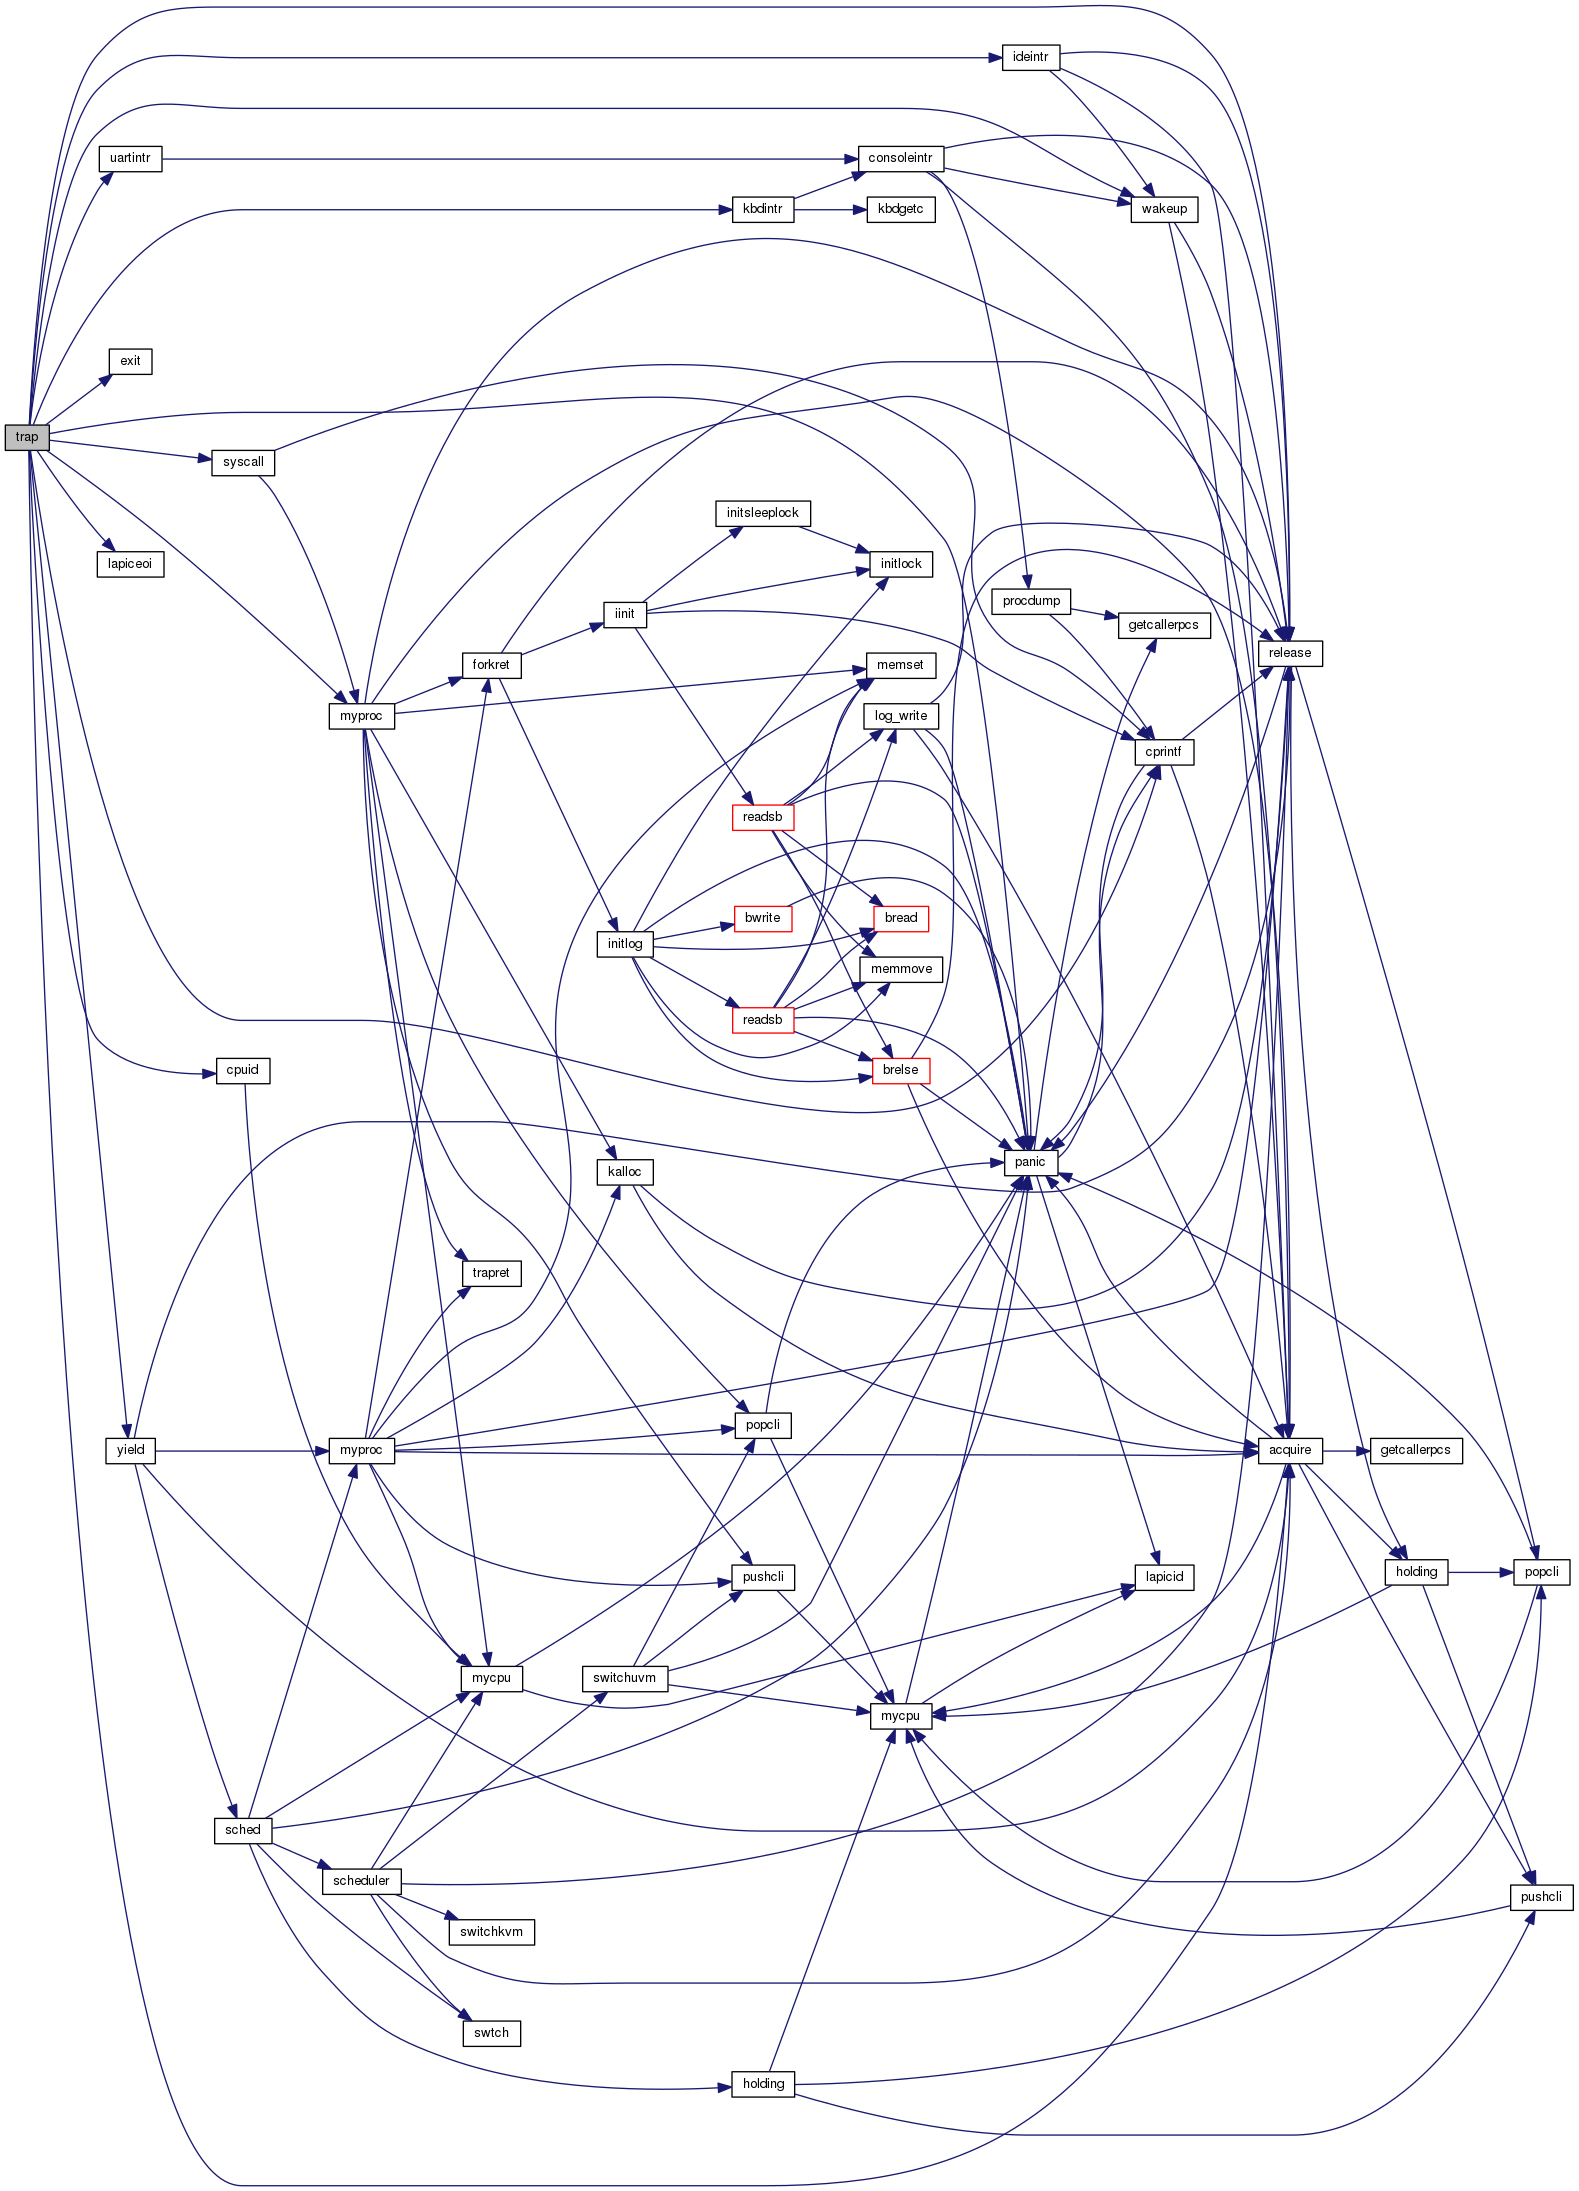 ideintr
uartintr
consoleintr
kbdintr
kbdgetc
wakeup
exit
trap
syscall
initsleeplock
lapiceoi
initlock
iinit
procdump
getcallerpcs
release
forkret
memset
myproc
log_write
cprintf
readsb
bwrite
bread
initlog
memmove
readsb
cpuid
brelse
kalloc
panic
trapret
popcli
yield
myproc
acquire
getcallerpcs
pushcli
lapicid
holding
popcli
mycpu
switchuvm
mycpu
sched
scheduler
pushcli
switchkvm
swtch
holding